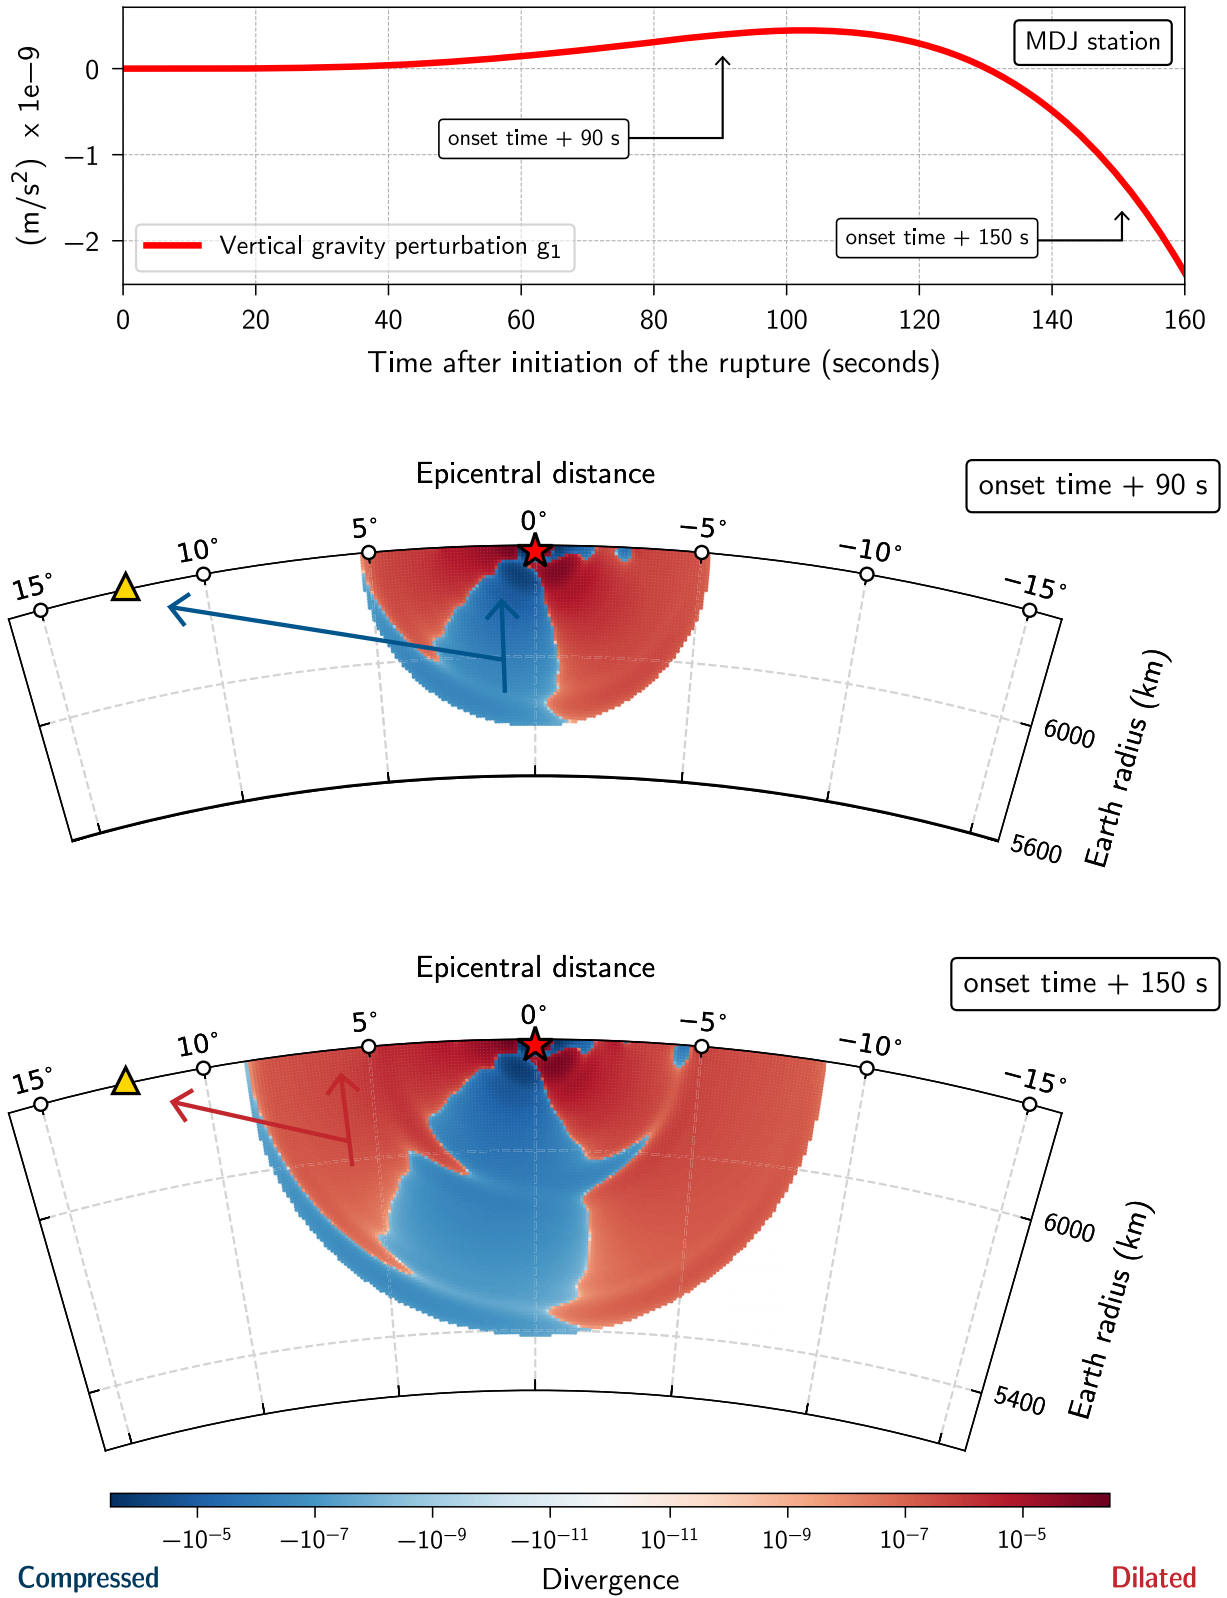 MDJ station
0
−1
−2
(m/s²) x 1e−9
onset time + 90 s
onset time + 150 s
Vertical gravity perturbation g₁
0 20 40 60 80 100 120 140 160
Time after initiation of the rupture (seconds)
Epicentral distance
onset time + 90 s
15° 10° 5° 0° −5° −10° −15°
6000
5600
Earth radius (km)
Epicentral distance
onset time + 150 s
15° 10° 5° 0° −5° −10° −15°
6000
5400
Earth radius (km)
−10⁻⁵ −10⁻⁷ −10⁻⁹ −10⁻¹¹ 10⁻¹¹ 10⁻⁹ 10⁻⁷ 10⁻⁵
Compressed Divergence Dilated